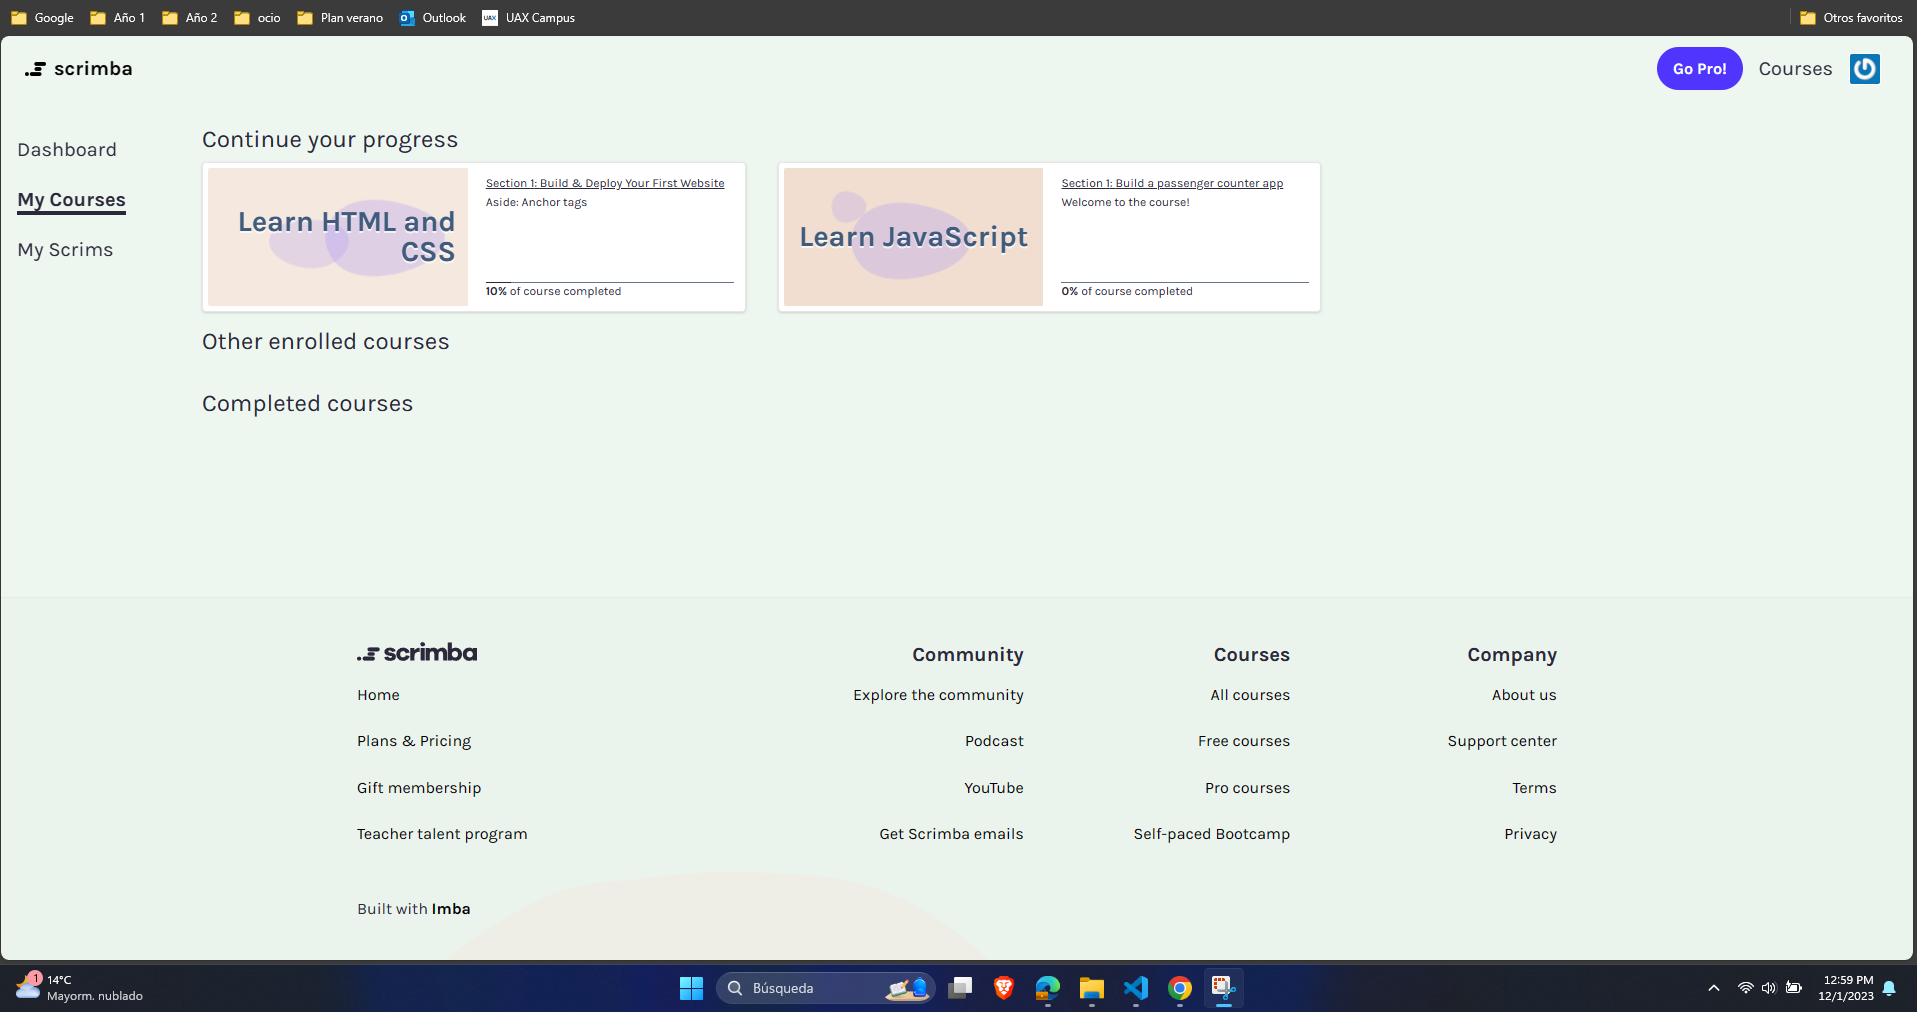 Google Año 1 Año 2 ocio Plan verano Outlook UAX UAX Campus Otros favoritos
scrimba Go Pro! Courses
Dashboard
My Courses
My Scrims
Continue your progress
Learn HTML and
CSS
Section 1: Build & Deploy Your First Website
Aside: Anchor tags
10% of course completed
Learn JavaScript
Section 1: Build a passenger counter app
Welcome to the course!
0% of course completed
Other enrolled courses
Completed courses
scrimba
Home
Plans & Pricing
Gift membership
Teacher talent program
Community
Explore the community
Podcast
YouTube
Get Scrimba emails
Courses
All courses
Free courses
Pro courses
Self-paced Bootcamp
Company
About us
Support center
Terms
Privacy
Built with Imba
1
14°C
Mayorm. nublado
Búsqueda
12:59 PM
12/1/2023